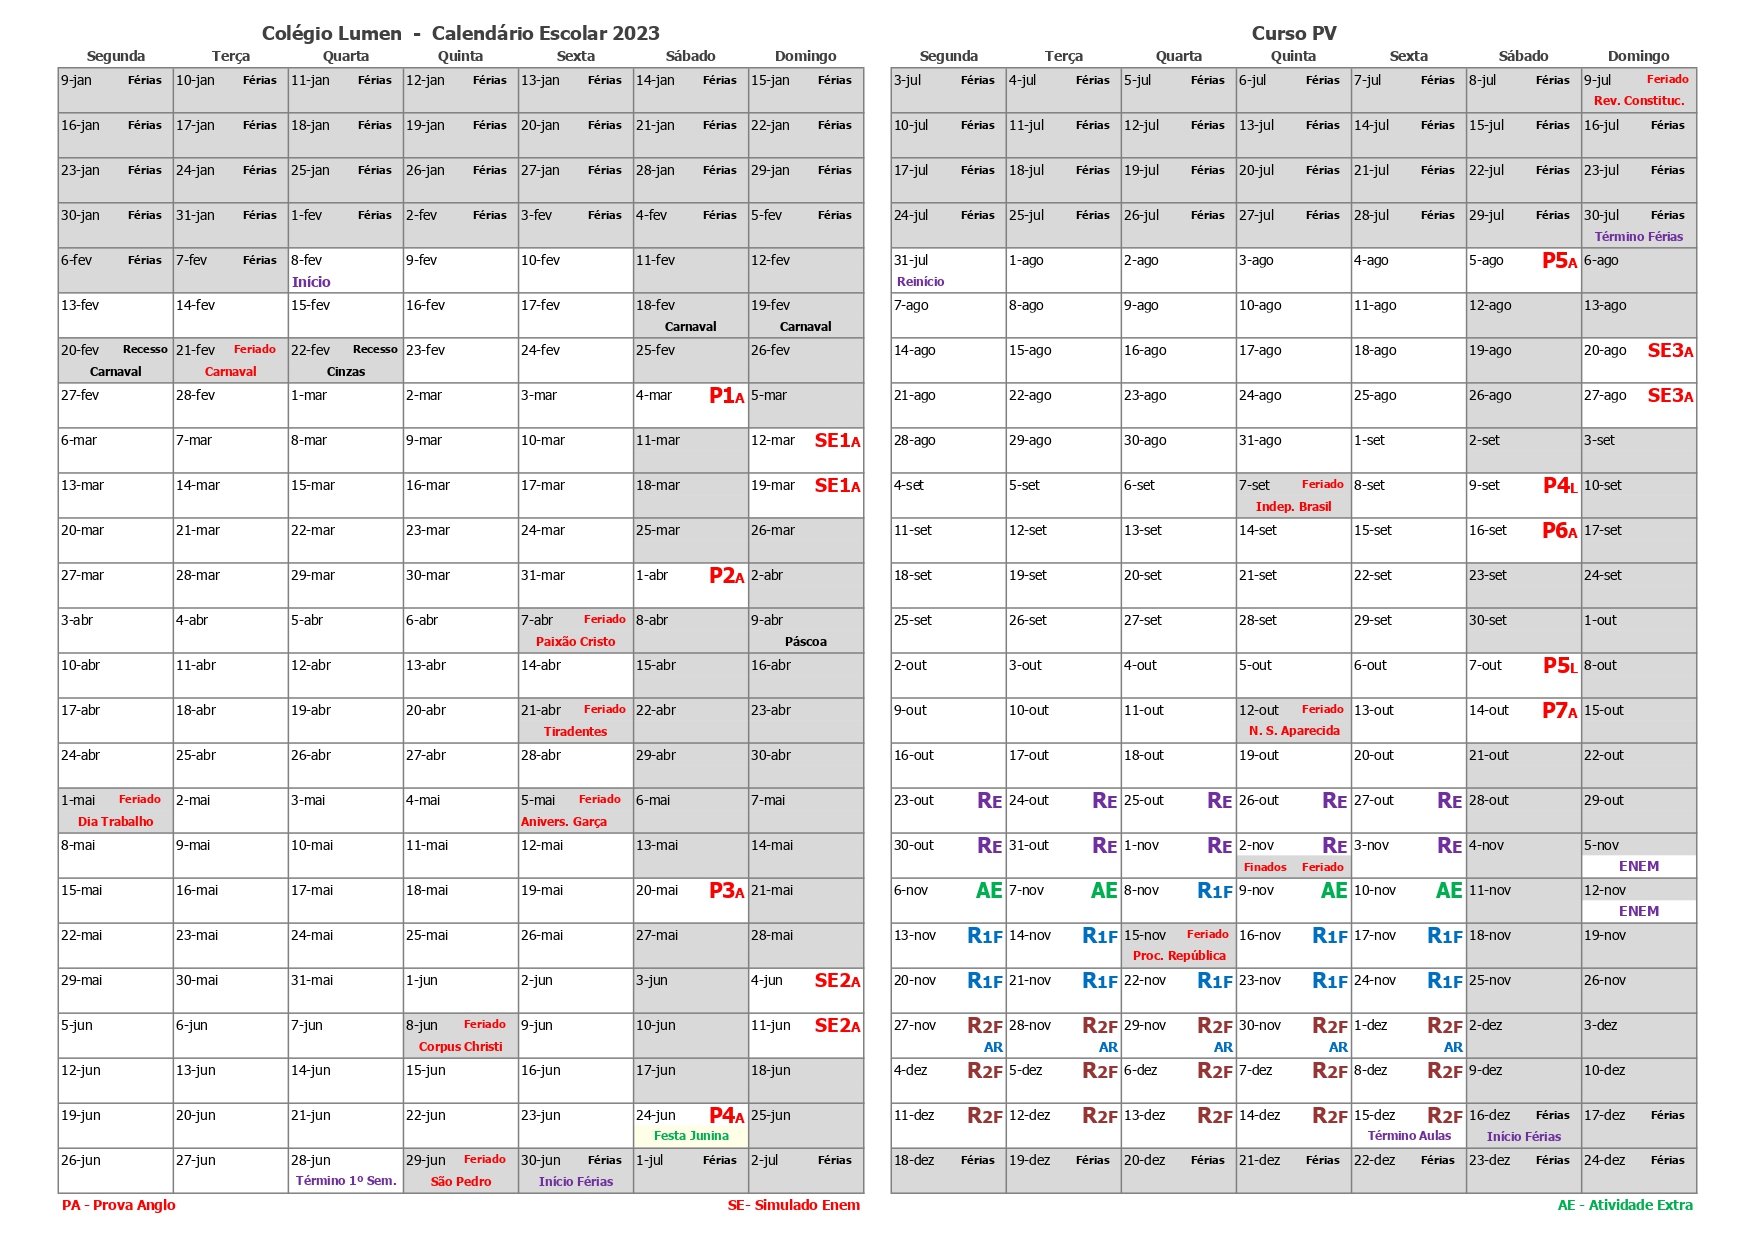 Colégio Lumen - Calendário Escolar 2023
Segunda Terça Quarta Quinta Sexta Sábado Domingo
9-jan Férias 10-jan Férias 11-jan Férias 12-jan Férias 13-jan Férias 14-jan Férias 15-jan Férias
16-jan Férias 17-jan Férias 18-jan Férias 19-jan Férias 20-jan Férias 21-jan Férias 22-jan Férias
23-jan Férias 24-jan Férias 25-jan Férias 26-jan Férias 27-jan Férias 28-jan Férias 29-jan Férias
30-jan Férias 31-jan Férias 1-fev Férias 2-fev Férias 3-fev Férias 4-fev Férias 5-fev Férias
6-fev Férias 7-fev Férias 8-fev 9-fev 10-fev 11-fev 12-fev
Início
13-fev 14-fev 15-fev 16-fev 17-fev 18-fev 19-fev
Carnaval Carnaval
20-fev Recesso 21-fev Feriado 22-fev Recesso 23-fev 24-fev 25-fev 26-fev
Carnaval Carnaval Cinzas
27-fev 28-fev 1-mar 2-mar 3-mar 4-mar P1A 5-mar
6-mar 7-mar 8-mar 9-mar 10-mar 11-mar 12-mar SE1A
13-mar 14-mar 15-mar 16-mar 17-mar 18-mar 19-mar SE1A
20-mar 21-mar 22-mar 23-mar 24-mar 25-mar 26-mar
27-mar 28-mar 29-mar 30-mar 31-mar 1-abr P2A 2-abr
3-abr 4-abr 5-abr 6-abr 7-abr Feriado 8-abr 9-abr
Paixão Cristo Páscoa
10-abr 11-abr 12-abr 13-abr 14-abr 15-abr 16-abr
17-abr 18-abr 19-abr 20-abr 21-abr Feriado 22-abr 23-abr
Tiradentes
24-abr 25-abr 26-abr 27-abr 28-abr 29-abr 30-abr
1-mai Feriado 2-mai 3-mai 4-mai 5-mai Feriado 6-mai 7-mai
Dia Trabalho Anivers. Garça
8-mai 9-mai 10-mai 11-mai 12-mai 13-mai 14-mai
15-mai 16-mai 17-mai 18-mai 19-mai 20-mai P3A 21-mai
22-mai 23-mai 24-mai 25-mai 26-mai 27-mai 28-mai
29-mai 30-mai 31-mai 1-jun 2-jun 3-jun 4-jun SE2A
5-jun 6-jun 7-jun 8-jun Feriado 9-jun 10-jun 11-jun SE2A
Corpus Christi
12-jun 13-jun 14-jun 15-jun 16-jun 17-jun 18-jun
19-jun 20-jun 21-jun 22-jun 23-jun 24-jun P4A 25-jun
Festa Junina
26-jun 27-jun 28-jun 29-jun Feriado 30-jun Férias 1-jul Férias 2-jul Férias
Término 1º Sem. São Pedro Início Férias
PA - Prova Anglo SE- Simulado Enem
Curso PV
Segunda Terça Quarta Quinta Sexta Sábado Domingo
3-jul Férias 4-jul Férias 5-jul Férias 6-jul Férias 7-jul Férias 8-jul Férias 9-jul Feriado
Rev. Constituc.
10-jul Férias 11-jul Férias 12-jul Férias 13-jul Férias 14-jul Férias 15-jul Férias 16-jul Férias
17-jul Férias 18-jul Férias 19-jul Férias 20-jul Férias 21-jul Férias 22-jul Férias 23-jul Férias
24-jul Férias 25-jul Férias 26-jul Férias 27-jul Férias 28-jul Férias 29-jul Férias 30-jul Férias
Término Férias
31-jul 1-ago 2-ago 3-ago 4-ago 5-ago P5A 6-ago
Reinício
7-ago 8-ago 9-ago 10-ago 11-ago 12-ago 13-ago
14-ago 15-ago 16-ago 17-ago 18-ago 19-ago 20-ago SE3A
21-ago 22-ago 23-ago 24-ago 25-ago 26-ago 27-ago SE3A
28-ago 29-ago 30-ago 31-ago 1-set 2-set 3-set
4-set 5-set 6-set 7-set Feriado 8-set 9-set P4L 10-set
Indep. Brasil
11-set 12-set 13-set 14-set 15-set 16-set P6A 17-set
18-set 19-set 20-set 21-set 22-set 23-set 24-set
25-set 26-set 27-set 28-set 29-set 30-set 1-out
2-out 3-out 4-out 5-out 6-out 7-out P5L 8-out
9-out 10-out 11-out 12-out Feriado 13-out 14-out P7A 15-out
N. S. Aparecida
16-out 17-out 18-out 19-out 20-out 21-out 22-out
23-out RE 24-out RE 25-out RE 26-out RE 27-out RE 28-out 29-out
30-out RE 31-out RE 1-nov RE 2-nov RE 3-nov RE 4-nov 5-nov
Finados Feriado ENEM
6-nov AE 7-nov AE 8-nov R1F 9-nov AE 10-nov AE 11-nov 12-nov
ENEM
13-nov R1F 14-nov R1F 15-nov Feriado 16-nov R1F 17-nov R1F 18-nov 19-nov
Proc. República
20-nov R1F 21-nov R1F 22-nov R1F 23-nov R1F 24-nov R1F 25-nov 26-nov
27-nov R2F 28-nov R2F 29-nov R2F 30-nov R2F 1-dez R2F 2-dez 3-dez
AR AR AR AR AR
4-dez R2F 5-dez R2F 6-dez R2F 7-dez R2F 8-dez R2F 9-dez 10-dez
11-dez R2F 12-dez R2F 13-dez R2F 14-dez R2F 15-dez R2F 16-dez Férias 17-dez Férias
Término Aulas Início Férias
18-dez Férias 19-dez Férias 20-dez Férias 21-dez Férias 22-dez Férias 23-dez Férias 24-dez Férias
AE - Atividade Extra